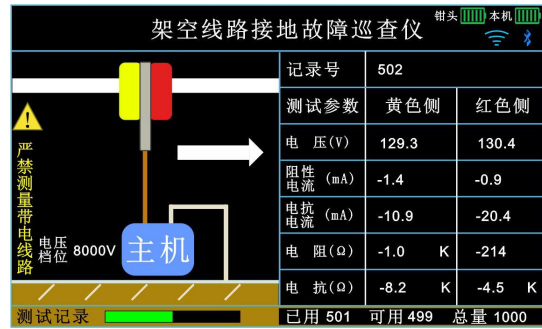 架空线路接地故障巡查仪
钳头 本机
记录号 502
测试参数 黄色侧 红色侧
电 压(V) 129.3 130.4
阻性电流 (mA) -1.4 -0.9
电抗电流 (mA) -10.9 -20.4
电 阻(Ω) -1.0 K -214
电 抗(Ω) -8.2 K -4.5 K
!
严禁测量带电线路
电压档位 8000V
主机
测试记录
已用 501 可用 499 总量 1000